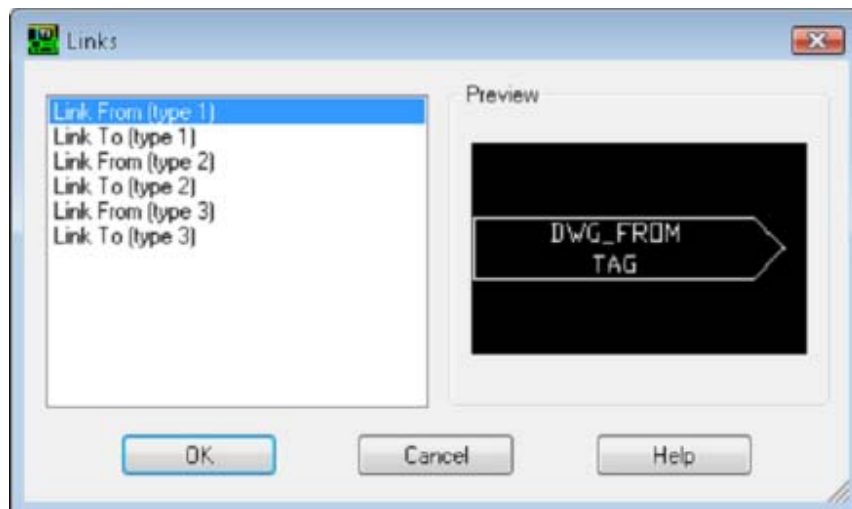 Links
Link From (type 1)
Link To (type 1)
Link From (type 2)
Link To (type 2)
Link From (type 3)
Link To (type 3)
Preview
DWG_FROM
TAG
OK
Cancel
Help